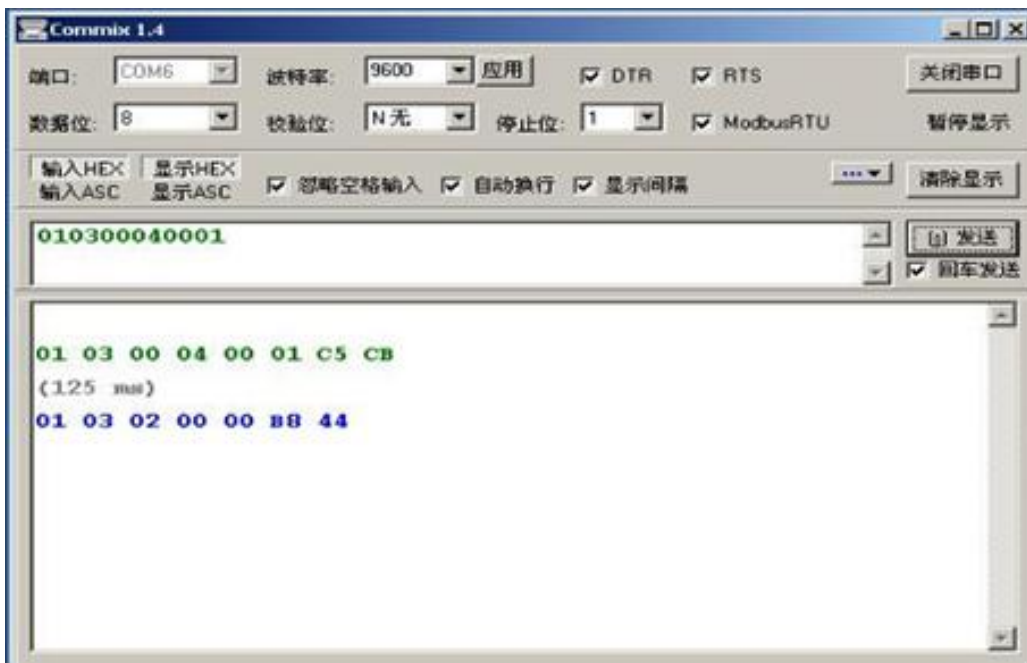 Commix 1.4
端口: COM6 波特率: 9600 应用 DTR RTS 关闭串口
数据位: 8 校验位: N无 停止位: 1 ModbusRTU 暂停显示
输入HEX 显示HEX
输入ASC 显示ASC 忽略空格输入 自动换行 显示间隔 ... 清除显示
010300040001 发送
回车发送
01 03 00 04 00 01 C5 CB
(125 ms)
01 03 02 00 00 B8 44